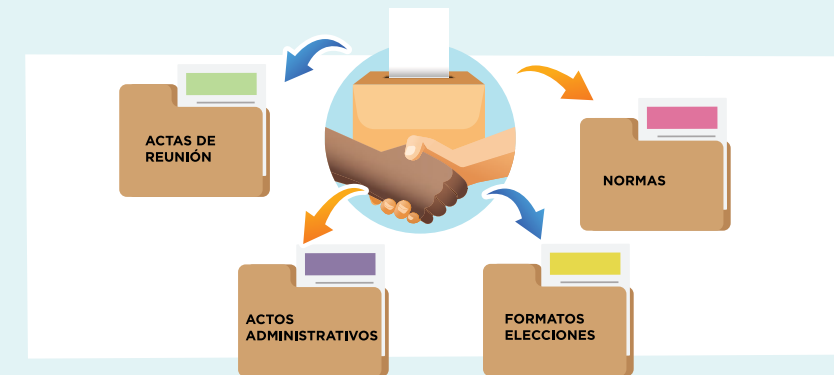 ACTAS DE
REUNIÓN
NORMAS
ACTOS
ADMINISTRATIVOS
FORMATOS
ELECCIONES